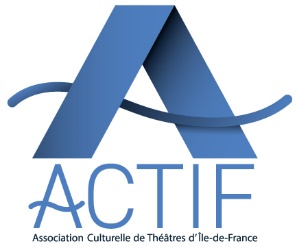 A
ACTIF
Association Culturelle de Théâtres d'Île-de-France